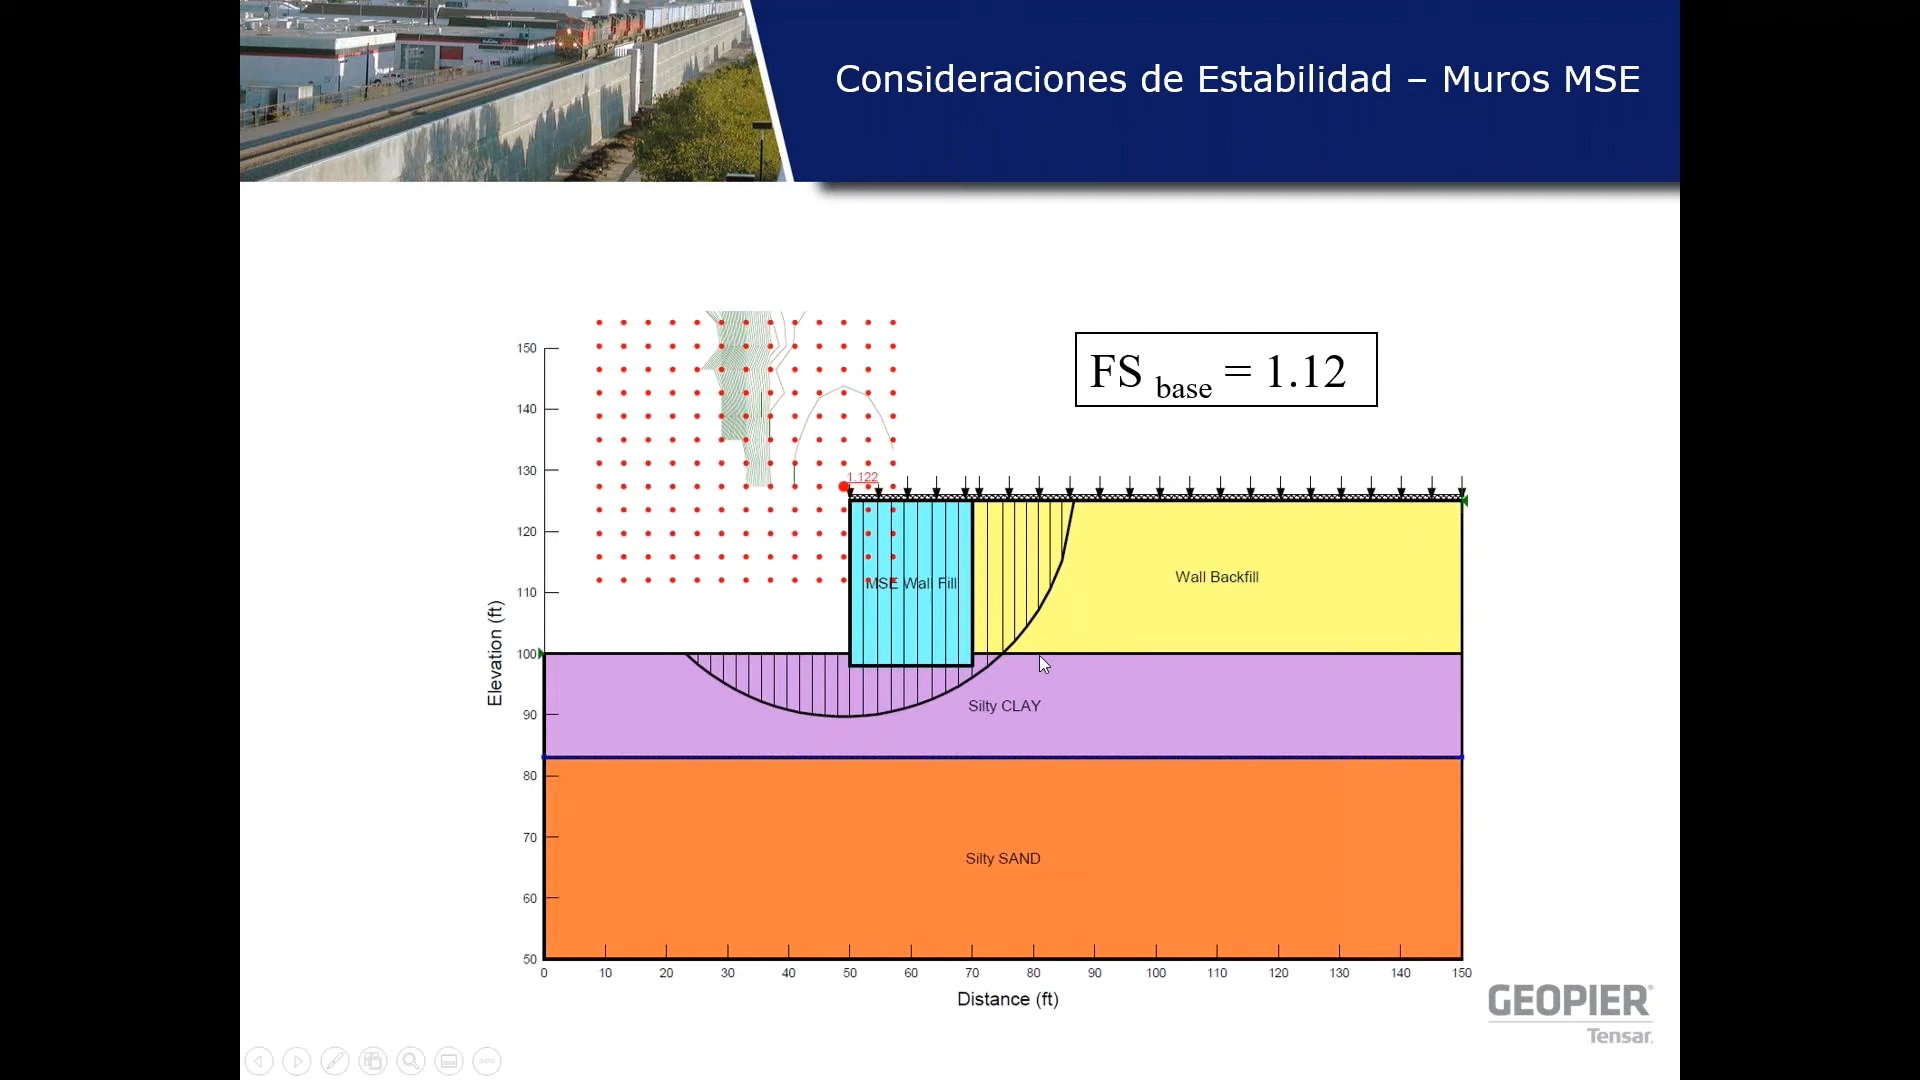 Consideraciones de Estabilidad – Muros MSE
FS base = 1.12
150
140
130
120
110
100
90
80
70
60
50
Elevation (ft)
1.122
MSE Wall Fill
Wall Backfill
Silty CLAY
Silty SAND
0 10 20 30 40 50 60 70 80 90 100 110 120 130 140 150
Distance (ft)
GEOPIER®
Tensar.